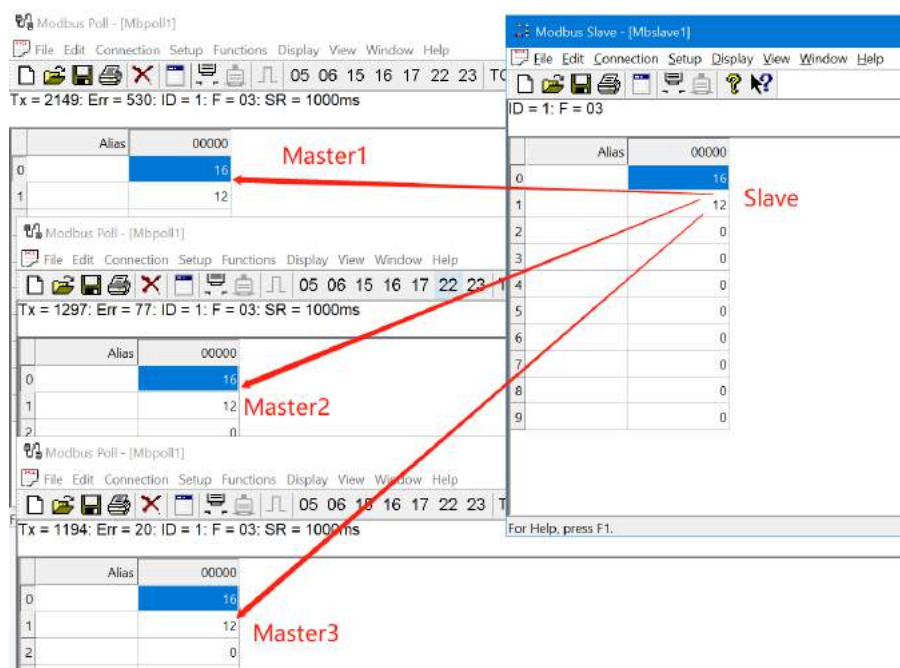 Modbus Poll - [Mbpoll1]
File Edit Connection Setup Functions Display View Window Help
05 06 15 16 17 22 23
Tx = 2149: Err = 530: ID = 1: F = 03: SR = 1000ms
Alias 00000
0 16
1 12
Master1
Modbus Poll - [Mbpoll1]
File Edit Connection Setup Functions Display View Window Help
05 06 15 16 17 22 23
Tx = 1297: Err = 77: ID = 1: F = 03: SR = 1000ms
Alias 00000
0 16
1 12
2 0
Master2
Modbus Poll - [Mbpoll1]
File Edit Connection Setup Functions Display View Window Help
05 06 15 16 17 22 23
Tx = 1194: Err = 20: ID = 1: F = 03: SR = 1000ms
Alias 00000
0 16
1 12
2 0
Master3
Modbus Slave - [Mbslave1]
File Edit Connection Setup Display View Window Help
ID = 1: F = 03
Alias 00000
0 16
1 12
2 0
3 0
4 0
5 0
6 0
7 0
8 0
9 0
Slave
For Help, press F1.